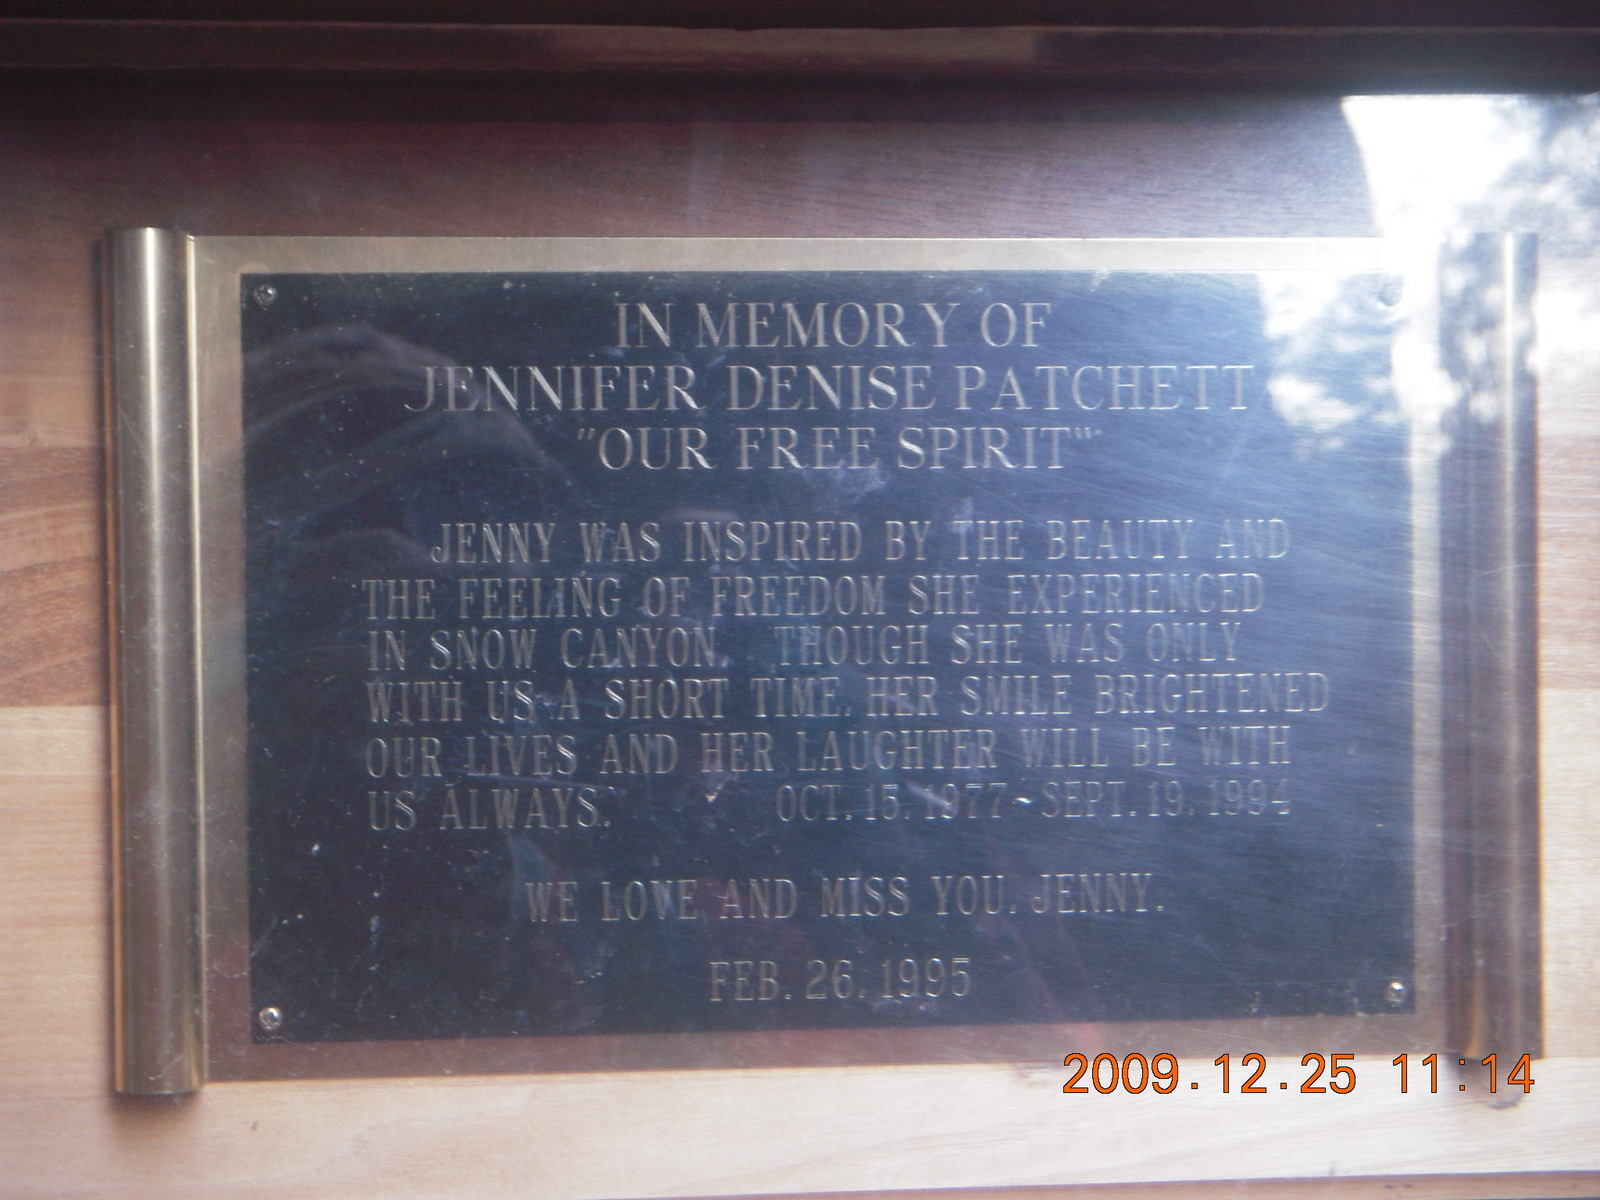 IN MEMORY OF
JENNIFER DENISE PATCHETT
"OUR FREE SPIRIT"
JENNY WAS INSPIRED BY THE BEAUTY AND
THE FEELING OF FREEDOM SHE EXPERIENCED
IN SNOW CANYON. THOUGH SHE WAS ONLY
WITH US A SHORT TIME, HER SMILE BRIGHTENED
OUR LIVES AND HER LAUGHTER WILL BE WITH
US ALWAYS. OCT. 15, 1977-SEPT. 19, 1994
WE LOVE AND MISS YOU, JENNY.
FEB. 26, 1995
2009.12.25 11:14